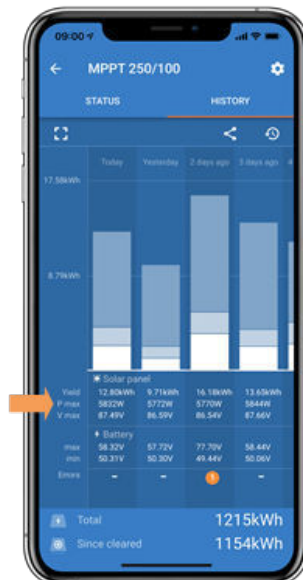 09:00
MPPT 250/100
STATUS HISTORY
Today Yesterday 2 days ago 3 days ago 4
17.58kWh
8.79kWh
Solar panel
Yield 12.80kWh 9.71kWh 16.18kWh 13.65kWh
P max 5832W 5772W 5770W 5844W
V max 87.49V 86.59V 86.54V 87.66V
Battery
max 58.32V 57.72V 77.70V 58.44V
min 50.31V 50.30V 49.44V 50.06V
Errors - - 1 -
Total 1215kWh
Since cleared 1154kWh